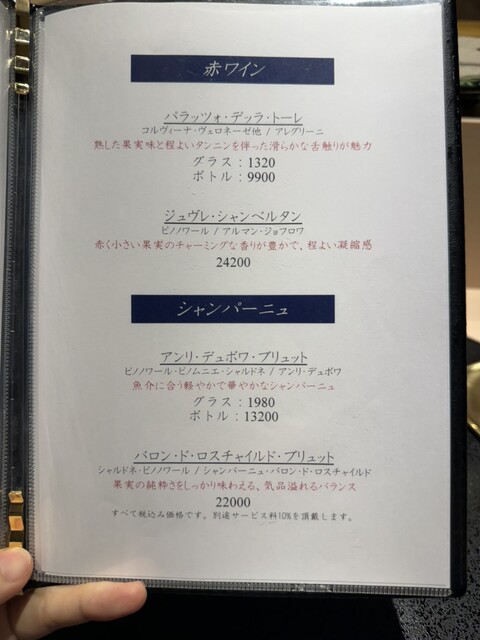 赤ワイン
パラッツォ・デッラ・トーレ
コルヴィーナ・ヴェロネーゼ他 / アレグリーニ
熟した果実味と程よいタンニンを伴った滑らかな舌触りが魅力
グラス：1320
ボトル：9900
ジュヴレ・シャンベルタン
ピノノワール / アルマン・ジョフロワ
赤く小さい果実のチャーミングな香りが豊かで、程よい凝縮感
24200
シャンパーニュ
アンリ・デュボワ・ブリュット
ピノノワール・ピノムニエ・シャルドネ / アンリ・デュボワ
魚介に合う軽やかで華やかなシャンパーニュ
グラス：1980
ボトル：13200
バロン・ド・ロスチャイルド・ブリュット
シャルドネ・ピノノワール / シャンパーニュ・バロン・ド・ロスチャイルド
果実の純粋さをしっかり味わえる、気品溢れるバランス
22000
すべて税込み価格です。別途サービス料10%を頂戴します。